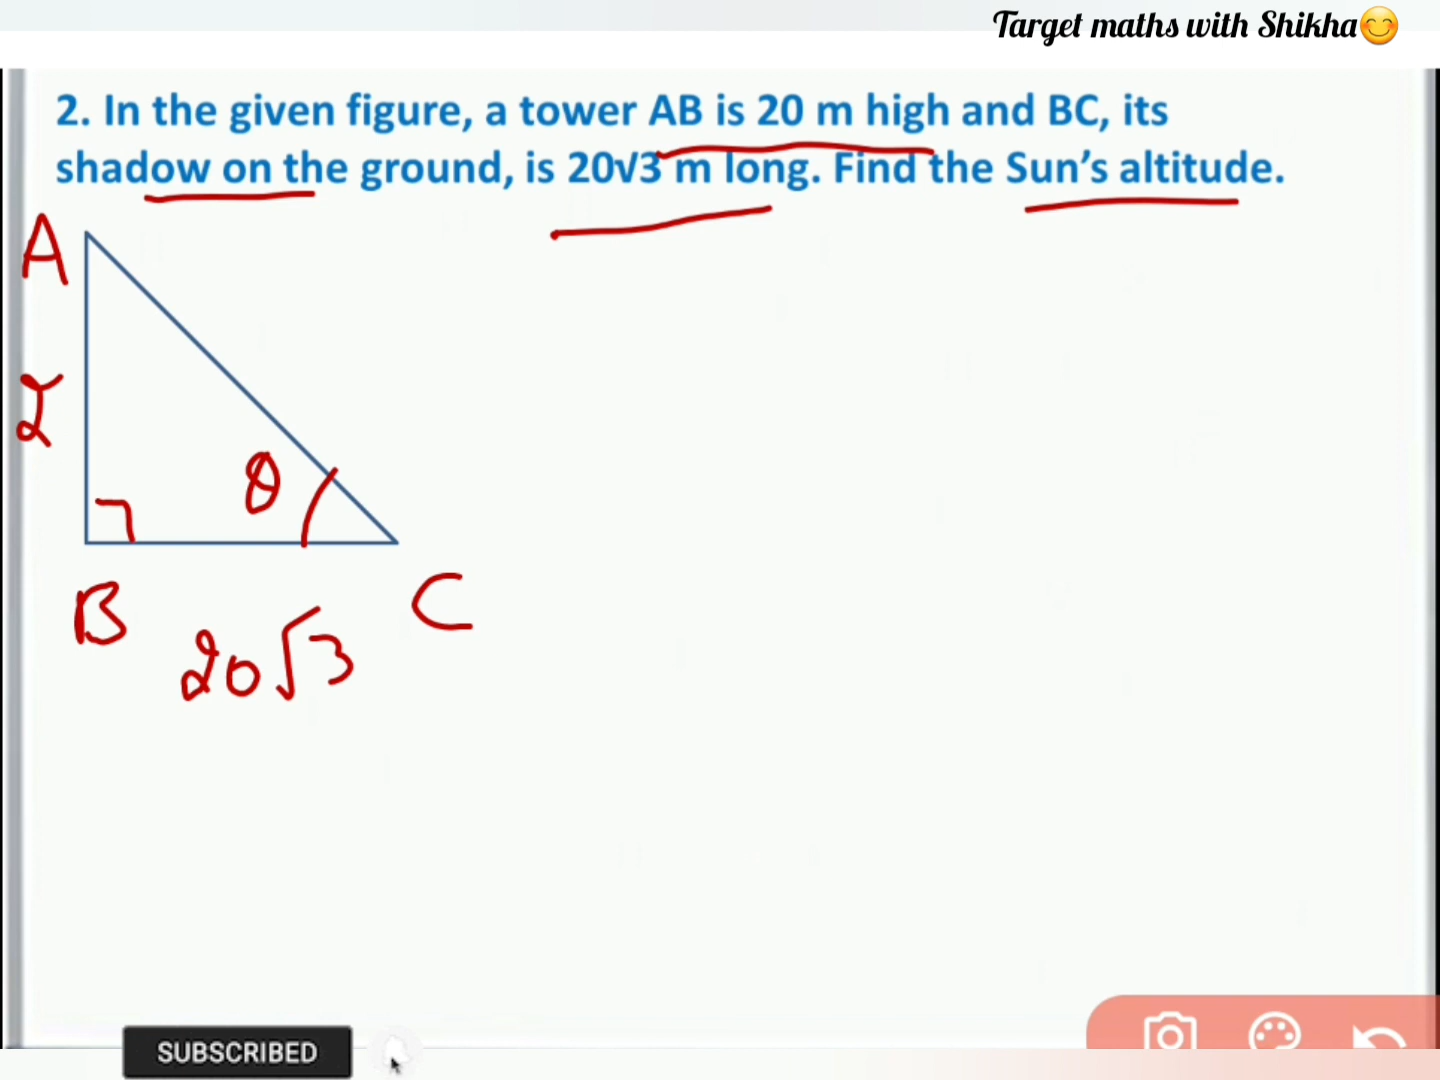 Target maths with Shikha😊
2. In the given figure, a tower AB is 20 m high and BC, its
shadow on the ground, is 20√3 m long. Find the Sun's altitude.
A
θ
B
C
20√3
SUBSCRIBED